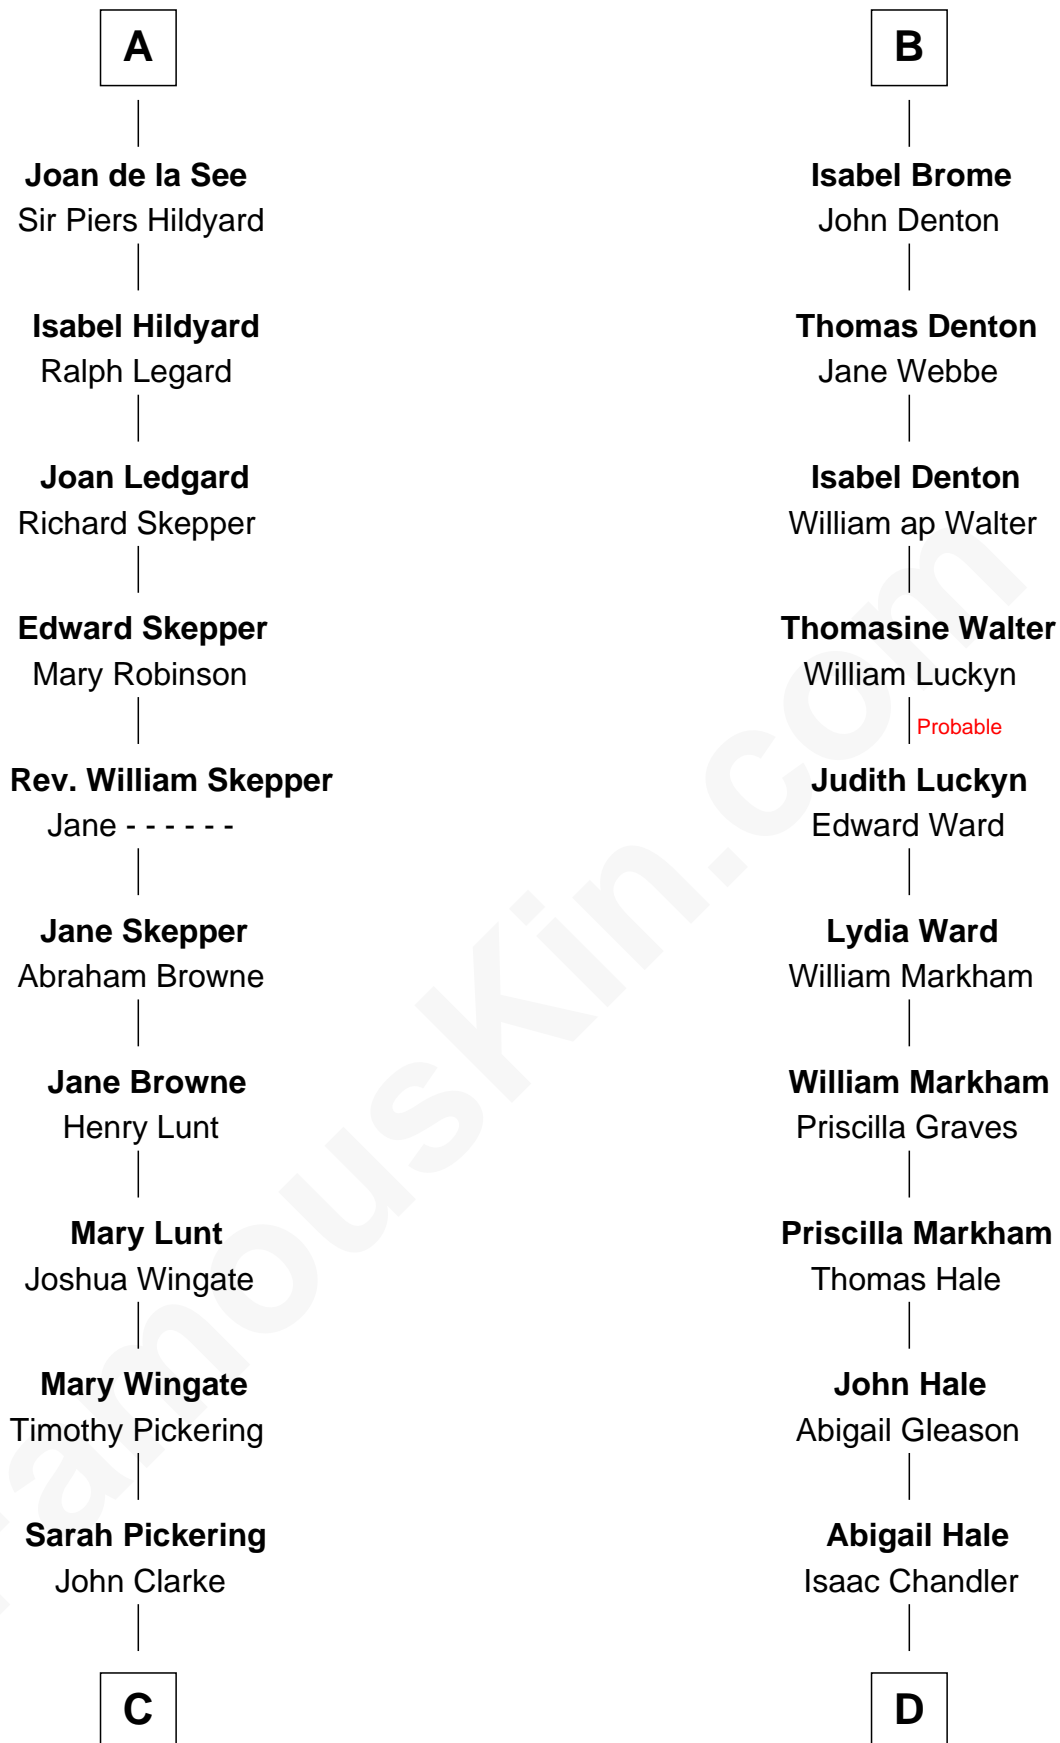 A
Joan de la See
Sir Piers Hildyard
Isabel Hildyard
Ralph Legard
Joan Ledgard
Richard Skepper
Edward Skepper
Mary Robinson
Rev. William Skepper
Jane - - - - - -
Jane Skepper
Abraham Browne
Jane Browne
Henry Lunt
Mary Lunt
Joshua Wingate
Mary Wingate
Timothy Pickering
Sarah Pickering
John Clarke
C
B
Isabel Brome
John Denton
Thomas Denton
Jane Webbe
Isabel Denton
William ap Walter
Thomasine Walter
William Luckyn
Probable
Judith Luckyn
Edward Ward
Lydia Ward
William Markham
William Markham
Priscilla Graves
Priscilla Markham
Thomas Hale
John Hale
Abigail Gleason
Abigail Hale
Isaac Chandler
D
FamousKin.com